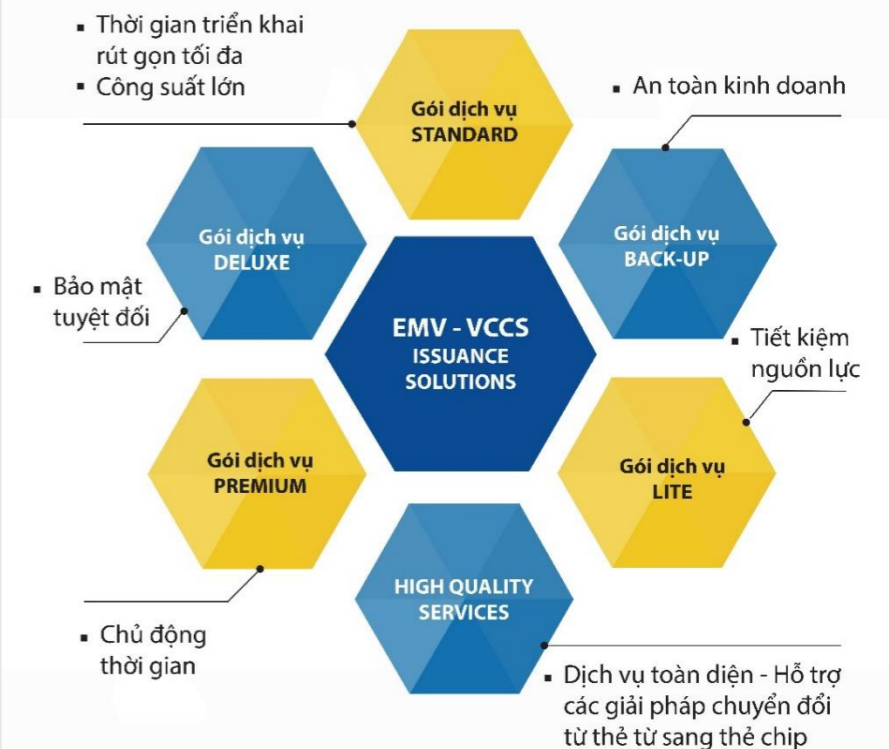 ▪ Thời gian triển khai
rút gọn tối đa
▪ Công suất lớn
Gói dịch vụ
STANDARD
▪ An toàn kinh doanh
Gói dịch vụ
DELUXE
Gói dịch vụ
BACK-UP
▪ Bảo mật
tuyệt đối
EMV - VCCS
ISSUANCE
SOLUTIONS
▪ Tiết kiệm
nguồn lực
Gói dịch vụ
PREMIUM
Gói dịch vụ
LITE
HIGH QUALITY
SERVICES
▪ Chủ động
thời gian
▪ Dịch vụ toàn diện - Hỗ trợ
các giải pháp chuyển đổi
từ thẻ từ sang thẻ chip